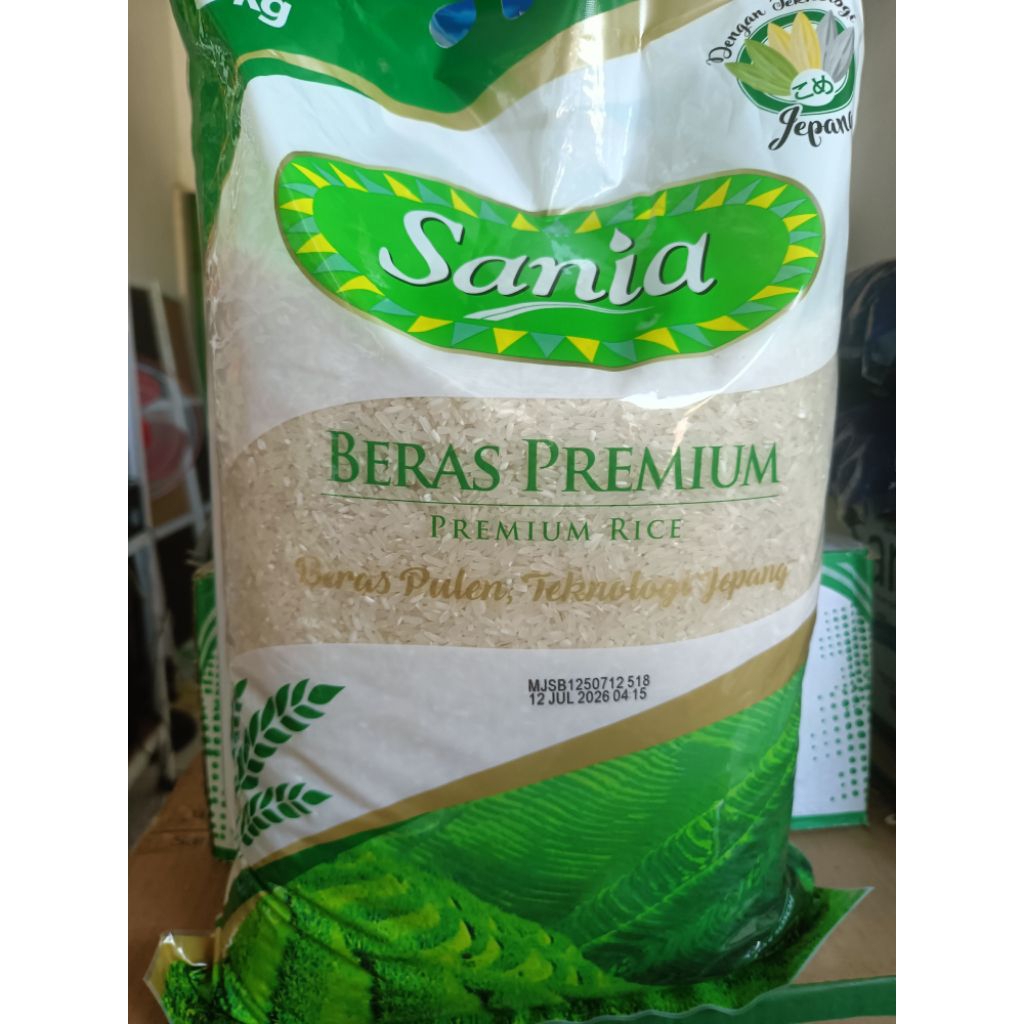 kg
Dengan Teknologi
こめ
Jepang
Sania
BERAS PREMIUM
PREMIUM RICE
Beras Pulen, Teknologi Jepang
MJSB1250712 518
12 JUL 2026 04 15